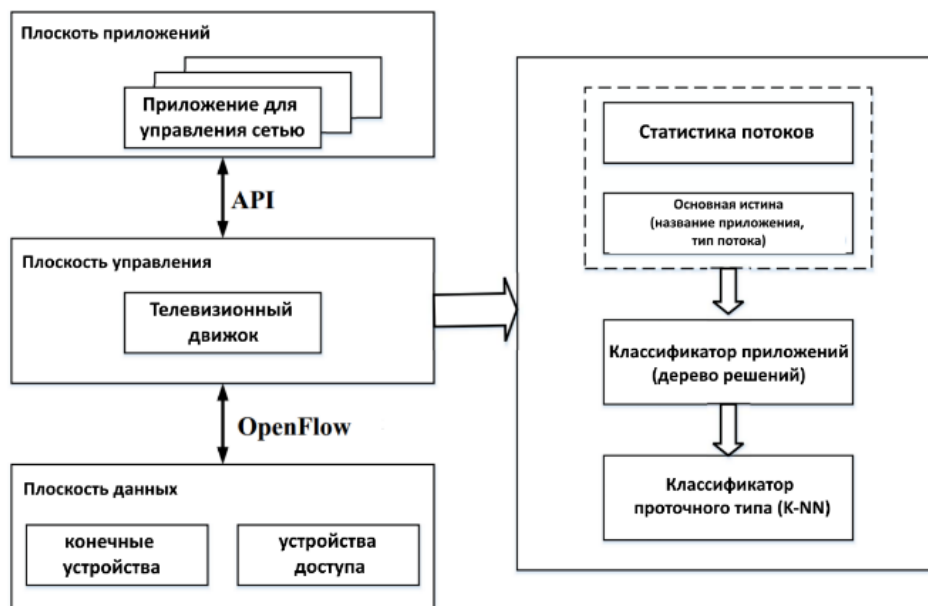 Плоскоть приложений
Приложение для
управления сетью
API
Плоскость управления
Телевизионный
движок
OpenFlow
Плоскость данных
конечные
устройства
устройства
доступа
Статистика потоков
Основная истина
(название приложения,
тип потока)
Классификатор приложений
(дерево решений)
Классификатор
проточного типа (K-NN)